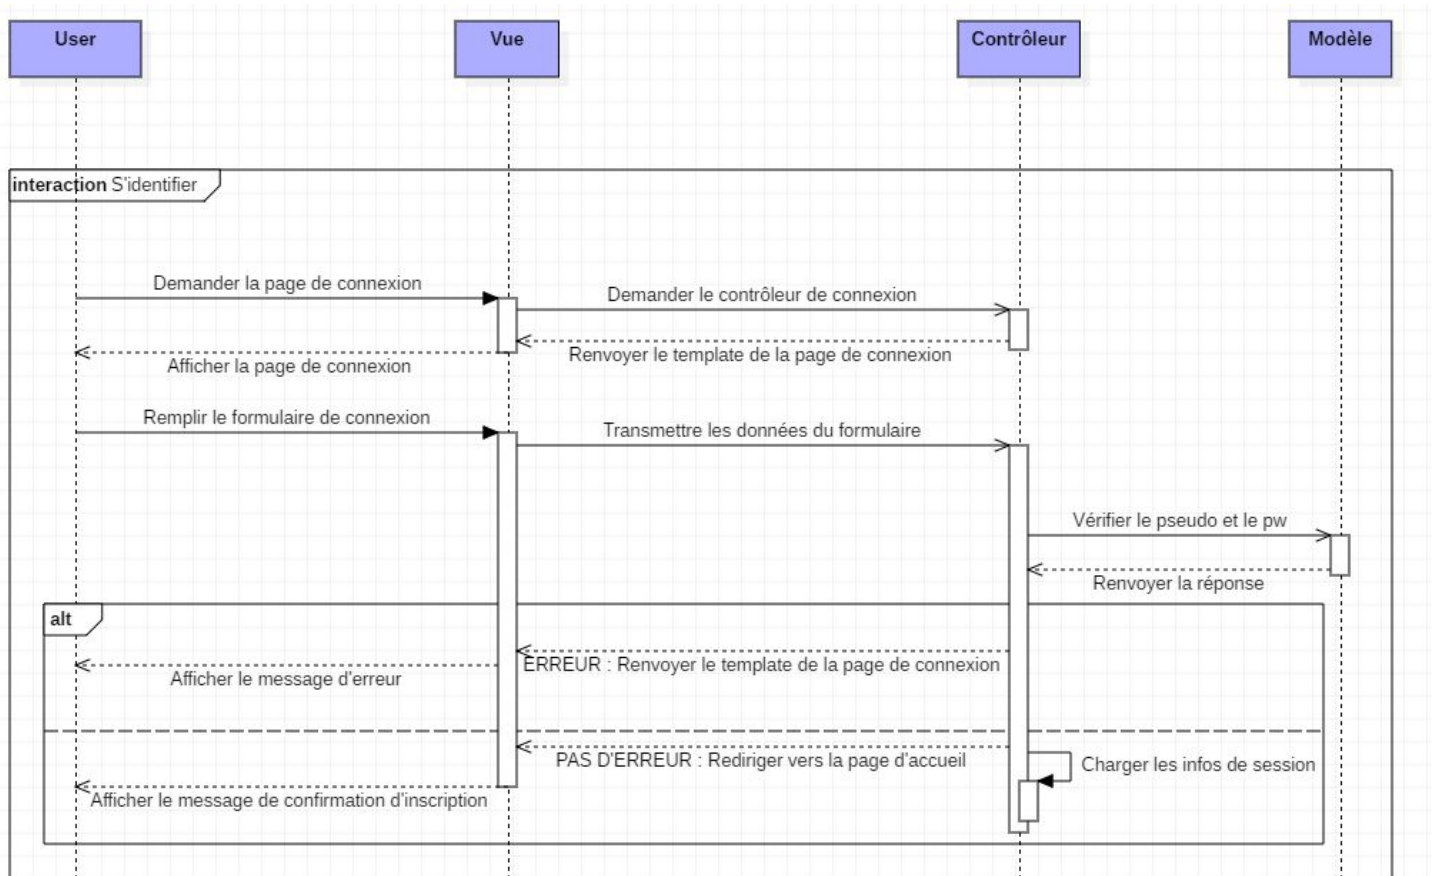 User
Vue
Contrôleur
Modèle
interaction S'identifier
Demander la page de connexion
Demander le contrôleur de connexion
Renvoyer le template de la page de connexion
Afficher la page de connexion
Remplir le formulaire de connexion
Transmettre les données du formulaire
Vérifier le pseudo et le pw
Renvoyer la réponse
alt
ERREUR : Renvoyer le template de la page de connexion
Afficher le message d'erreur
PAS D'ERREUR : Rediriger vers la page d'accueil
Charger les infos de session
Afficher le message de confirmation d'inscription